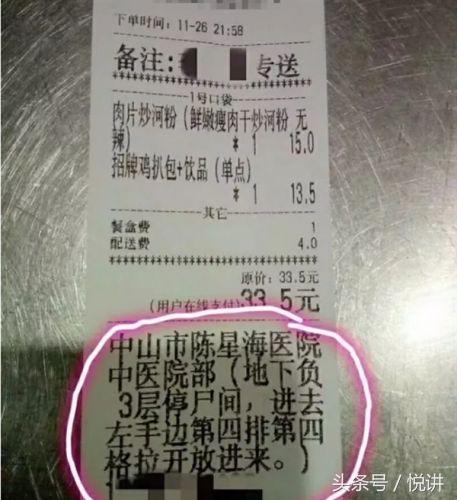 下单时间: 11-26 21:58
备注: 专送
1号口袋
肉片炒河粉（鲜嫩瘦肉干炒河粉 无
辣） * 1 15.0
招牌鸡扒包+饮品（单点）
* 1 13.5
其它
餐盒费 1
配送费 4.0
原价: 33.5元
(用户在线支付) 33.5元
中山市陈星海医院
中医院部（地下负
3层停尸间，进去
左手边第四排第四
格拉开放进来。）
头条号 / 悦讲